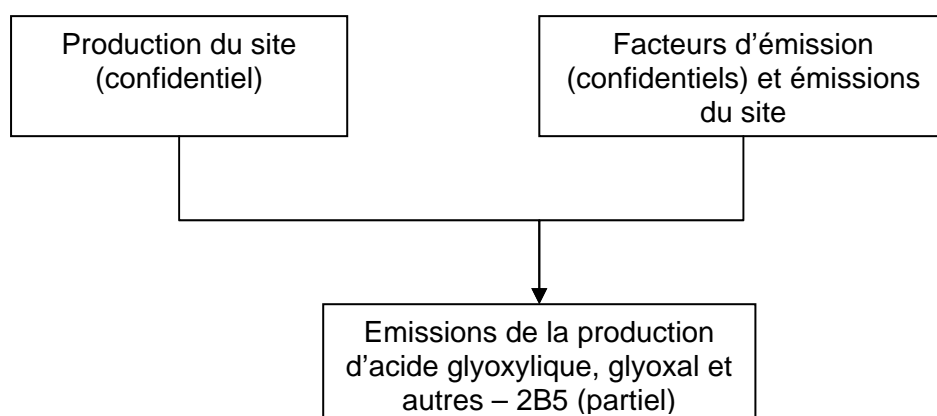 Production du site
(confidentiel)
Facteurs d’émission
(confidentiels) et émissions
du site
Emissions de la production
d’acide glyoxylique, glyoxal et
autres – 2B5 (partiel)